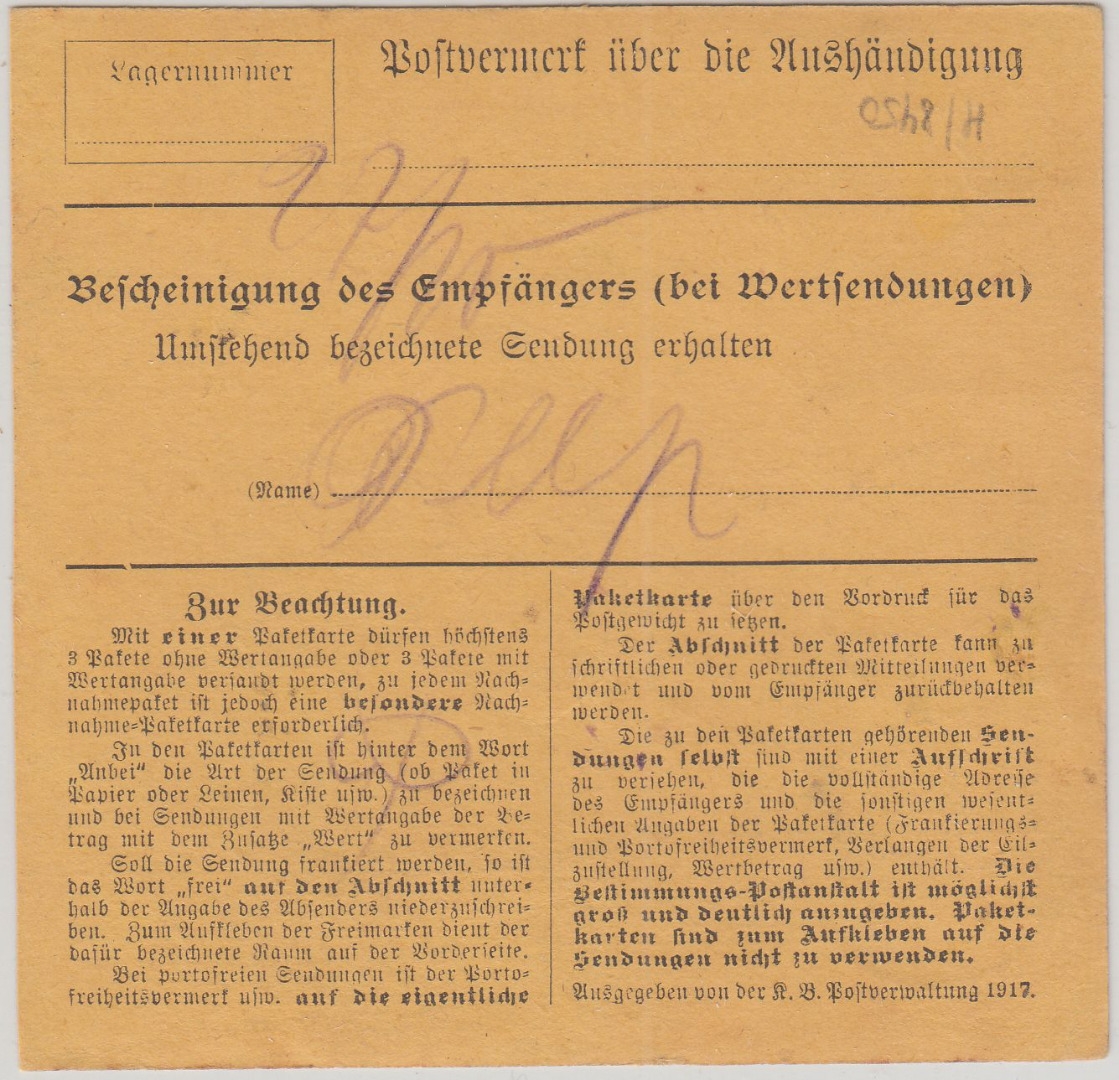 Lagernummer
Postvermerk über die Aushändigung
H/8450
Bescheinigung des Empfängers (bei Wertsendungen)
Umstehend bezeichnete Sendung erhalten
(Name)
Zur Beachtung.
Mit einer Paketkarte dürfen höchstens
3 Pakete ohne Wertangabe oder 3 Pakete mit
Wertangabe versandt werden, zu jedem Nach-
nahmepaket ist jedoch eine besondere Nach-
nahme-Paketkarte erforderlich.
In den Paketkarten ist hinter dem Wort
„Anbei“ die Art der Sendung (ob Paket in
Papier oder Leinen, Kiste usw.) zu bezeichnen
und bei Sendungen mit Wertangabe der Be-
trag mit dem Zusatze „Wert“ zu vermerken.
Soll die Sendung frankiert werden, so ist
das Wort „frei“ auf den Abschnitt unter-
halb der Angabe des Absenders niederzuschrei-
ben. Zum Aufkleben der Freimarken dient der
dafür bezeichnete Raum auf der Vorderseite.
Bei portofreien Sendungen ist der Porto-
freiheitsvermerk usw. auf die eigentliche
Paketkarte über den Vordruck für das
Postgewicht zu setzen.
Der Abschnitt der Paketkarte kann zu
schriftlichen oder gedruckten Mitteilungen ver-
wendet und vom Empfänger zurückbehalten
werden.
Die zu den Paketkarten gehörenden Sen-
dungen selbst sind mit einer Aufschrift
zu versehen, die die vollständige Adresse
des Empfängers und die sonstigen wesent-
lichen Angaben der Paketkarte (Frankierungs-
und Portofreiheitsvermerk, Verlangen der Eil-
zustellung, Wertbetrag usw.) enthält. Die
Bestimmungs-Postanstalt ist möglichst
groß und deutlich anzugeben. Paket-
karten sind zum Aufkleben auf die
Sendungen nicht zu verwenden.
Ausgegeben von der K. B. Postverwaltung 1917.